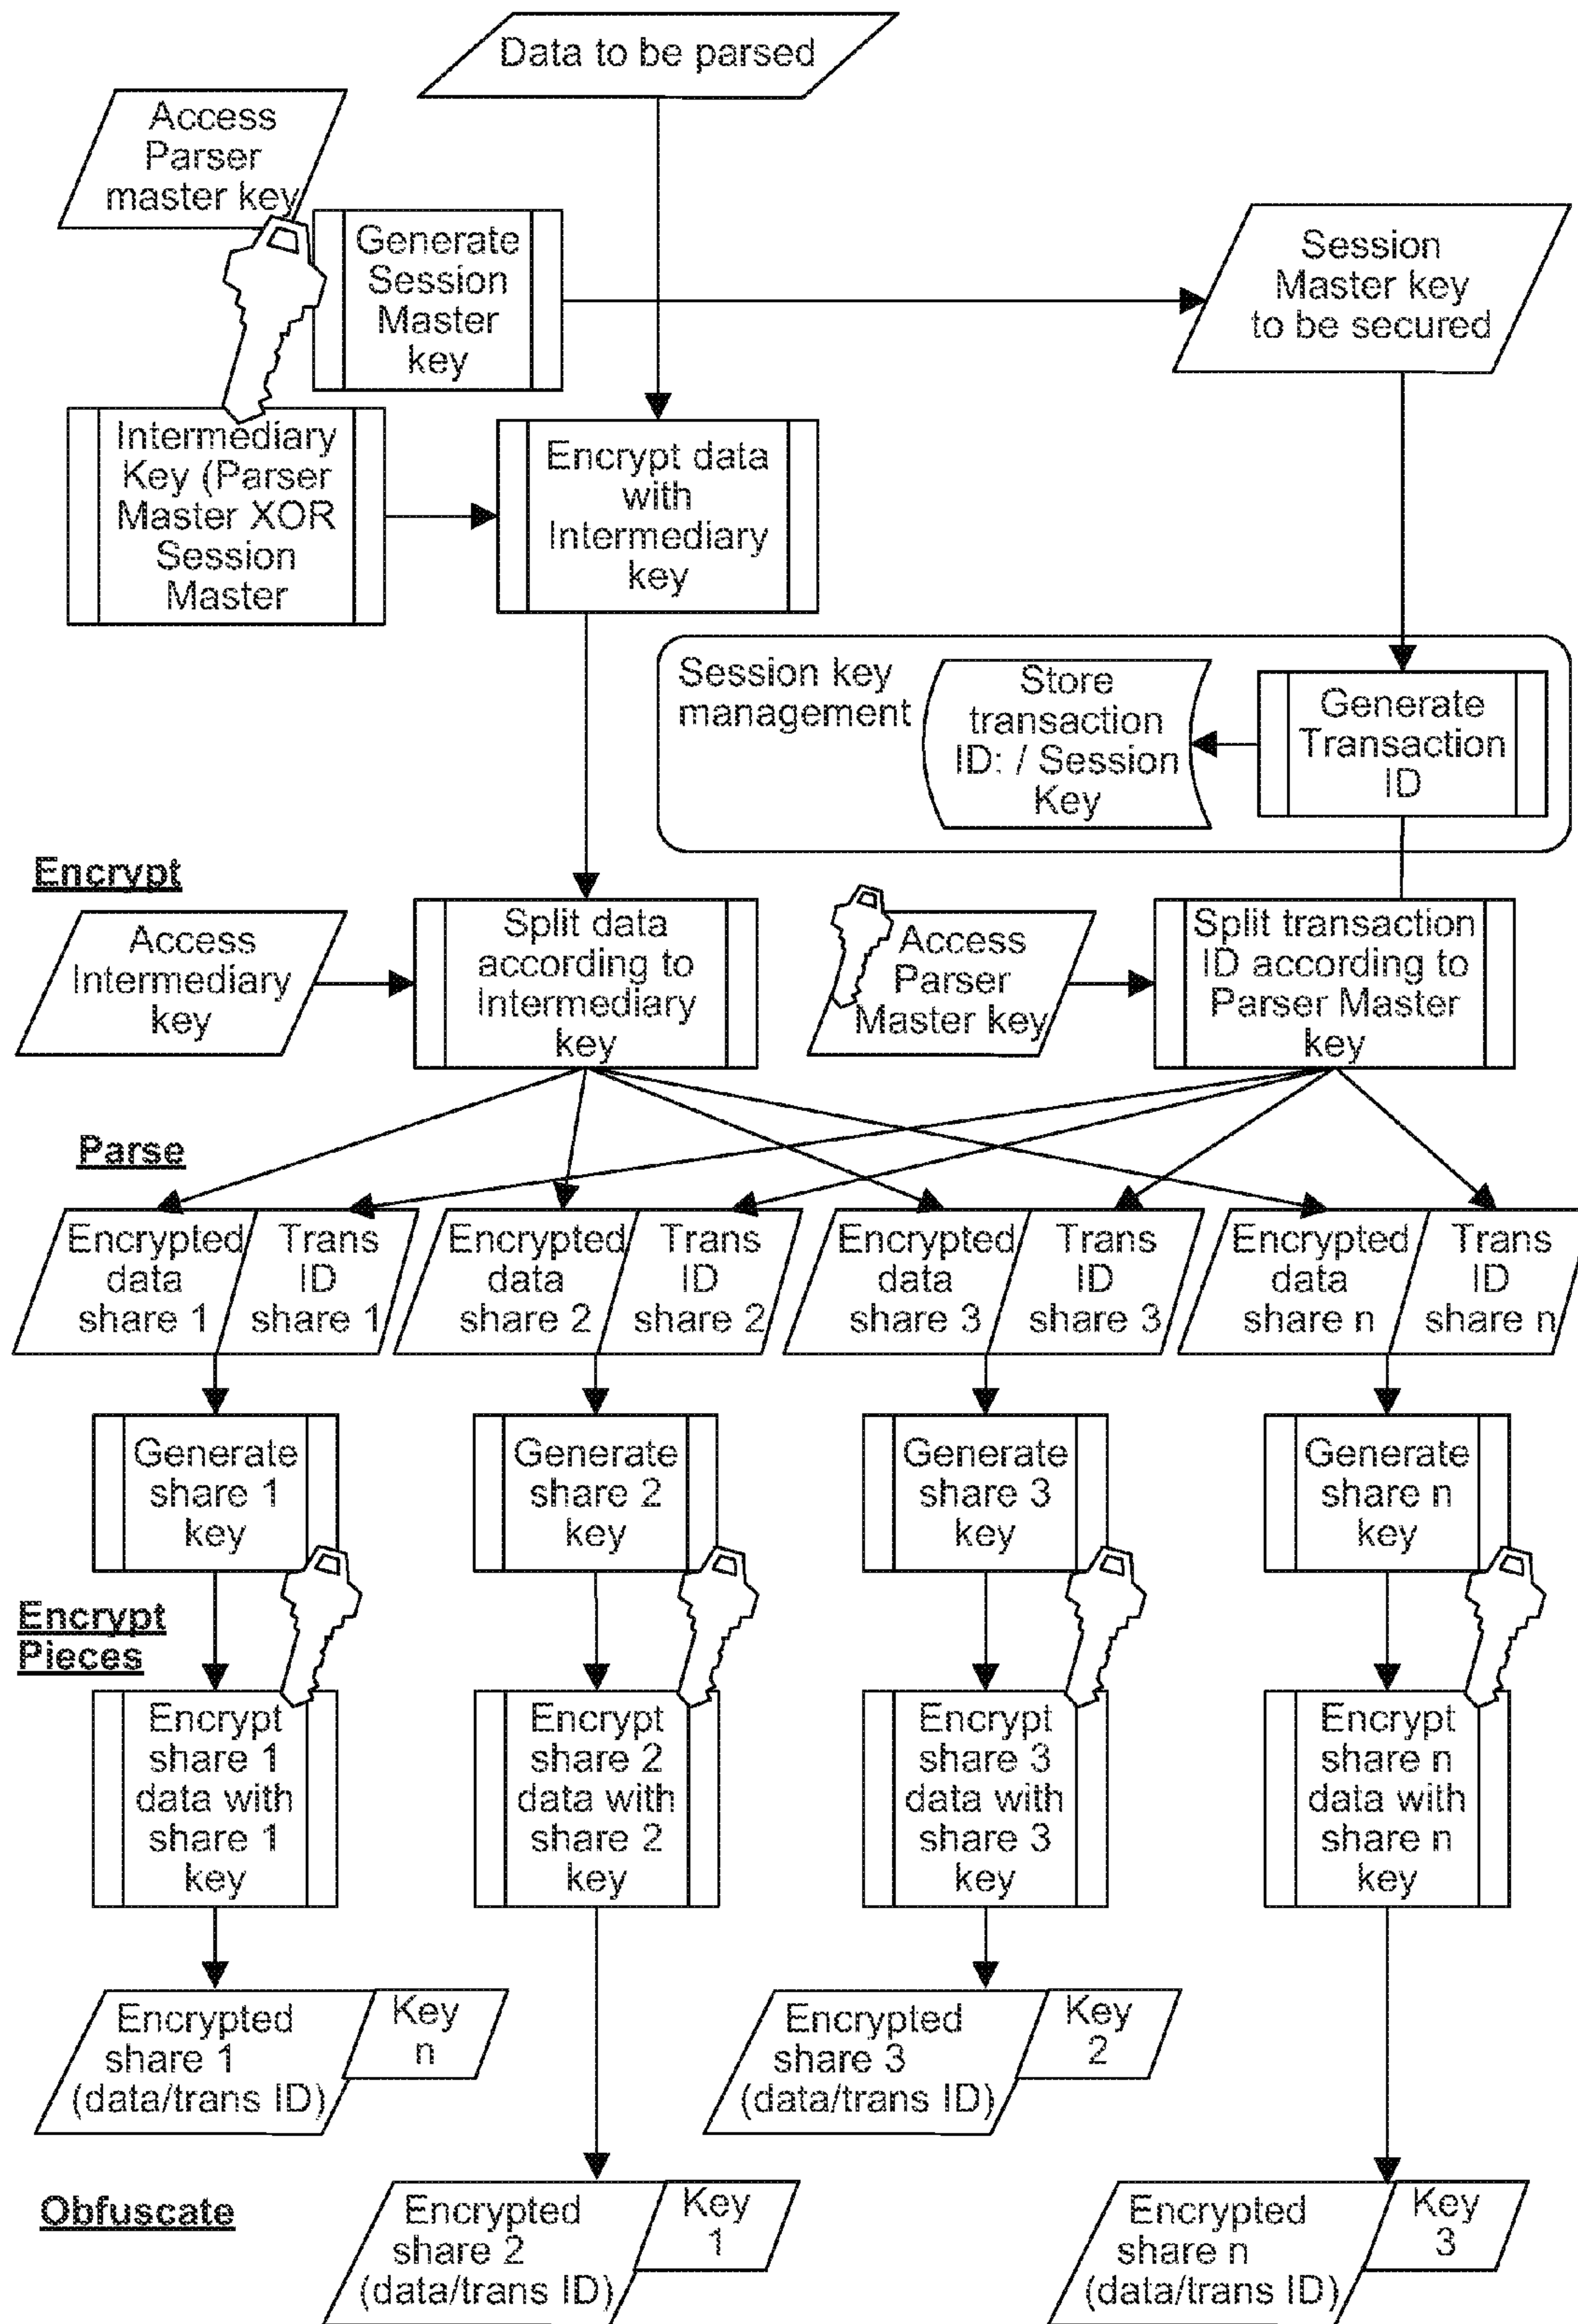 Data to be parsed
Access
Parser
master key
Generate
Session
Master
key
Session
Master key
to be secured
Intermediary
Key (Parser
Master XOR
Session
Master
Encrypt data
with
Intermediary
key
Session key
management
Store
transaction
ID: / Session
Key
Generate
Transaction
ID
Encrypt
Access
Intermediary
key
Split data
according to
Intermediary
key
Access
Parser
Master key
Split transaction
ID according to
Parser Master
key
Parse
Encrypted
data
share 1
Trans
ID
share 1
Encrypted
data
share 2
Trans
ID
share 2
Encrypted
data
share 3
Trans
ID
share 3
Encrypted
data
share n
Trans
ID
share n
Generate
share 1
key
Generate
share 2
key
Generate
share 3
key
Generate
share n
key
Encrypt
Pieces
Encrypt
share 1
data with
share 1
key
Encrypt
share 2
data with
share 2
key
Encrypt
share 3
data with
share 3
key
Encrypt
share n
data with
share n
key
Encrypted
share 1
(data/trans ID)
Key
n
Encrypted
share 3
(data/trans ID)
Key
2
Obfuscate
Encrypted
share 2
(data/trans ID)
Key
1
Encrypted
share n
(data/trans ID)
Key
3